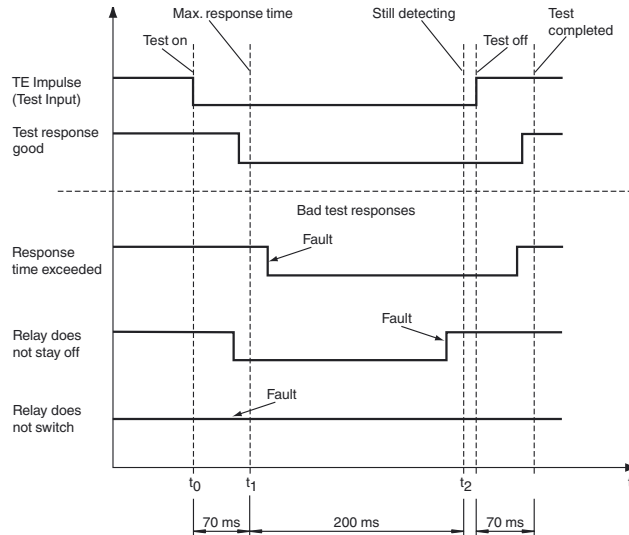 Max. response time
Still detecting
Test
completed
Test on
Test off
TE Impulse
(Test Input)
Test response
good
Bad test responses
Response
time exceeded
Fault
Relay does
not stay off
Fault
Fault
Relay does
not switch
t0
t1
t2
70 ms
200 ms
70 ms